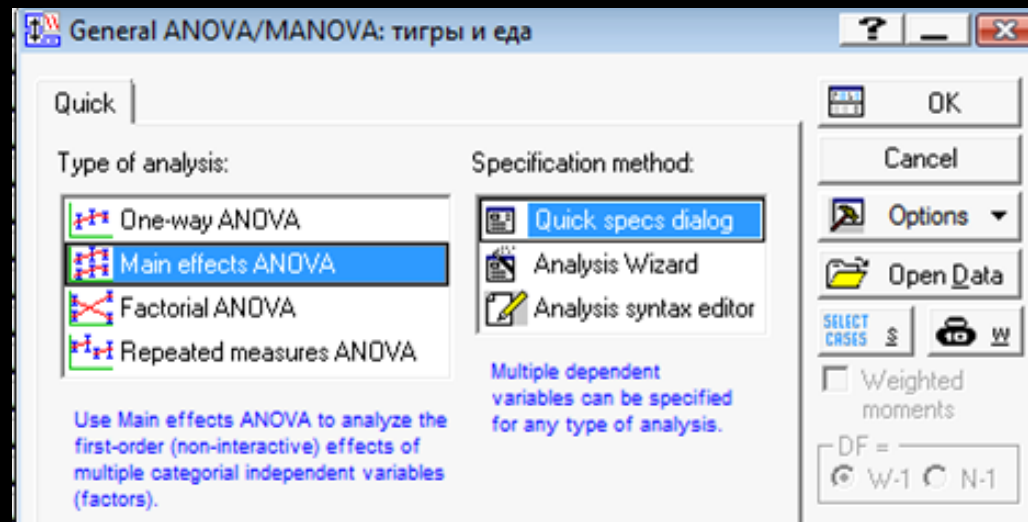 General ANOVA/MANOVA: тигры и еда
Quick
Type of analysis:
One-way ANOVA
Main effects ANOVA
Factorial ANOVA
Repeated measures ANOVA
Use Main effects ANOVA to analyze the
first-order (non-interactive) effects of
multiple categorial independent variables
(factors).
Specification method:
Quick specs dialog
Analysis Wizard
Analysis syntax editor
Multiple dependent
variables can be specified
for any type of analysis.
OK
Cancel
Options
Open Data
SELECT
CASES
S
W
Weighted
moments
DF =
W-1 N-1